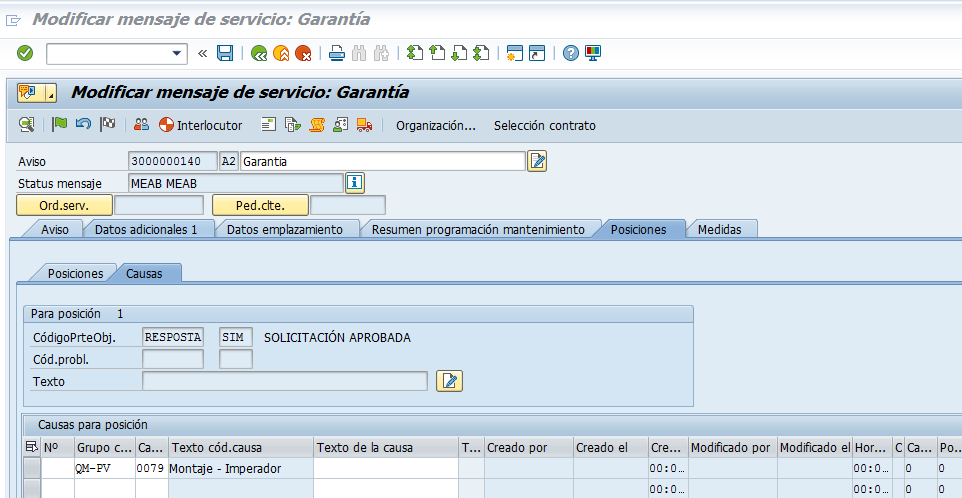 Modificar mensaje de servicio: Garantía
Modificar mensaje de servicio: Garantía
Interlocutor Organización... Selección contrato
Aviso 3000000140 A2 Garantia
Status mensaje MEAB MEAB
Ord.serv. Ped.clte.
Aviso Datos adicionales 1 Datos emplazamiento Resumen programación mantenimiento Posiciones Medidas
Posiciones Causas
Para posición 1
CódigoPrteObj. RESPOSTA SIM SOLICITACIÓN APROBADA
Cód.probl.
Texto
Causas para posición
Nº Grupo c... Ca... Texto cód.causa Texto de la causa T... Creado por Creado el Cre... Modificado por Modificado el Hor... C Ca... Po...
QM-PV 0079 Montaje - Imperador 00:0... 00:0... 0 0
00:0... 00:0... 0 0